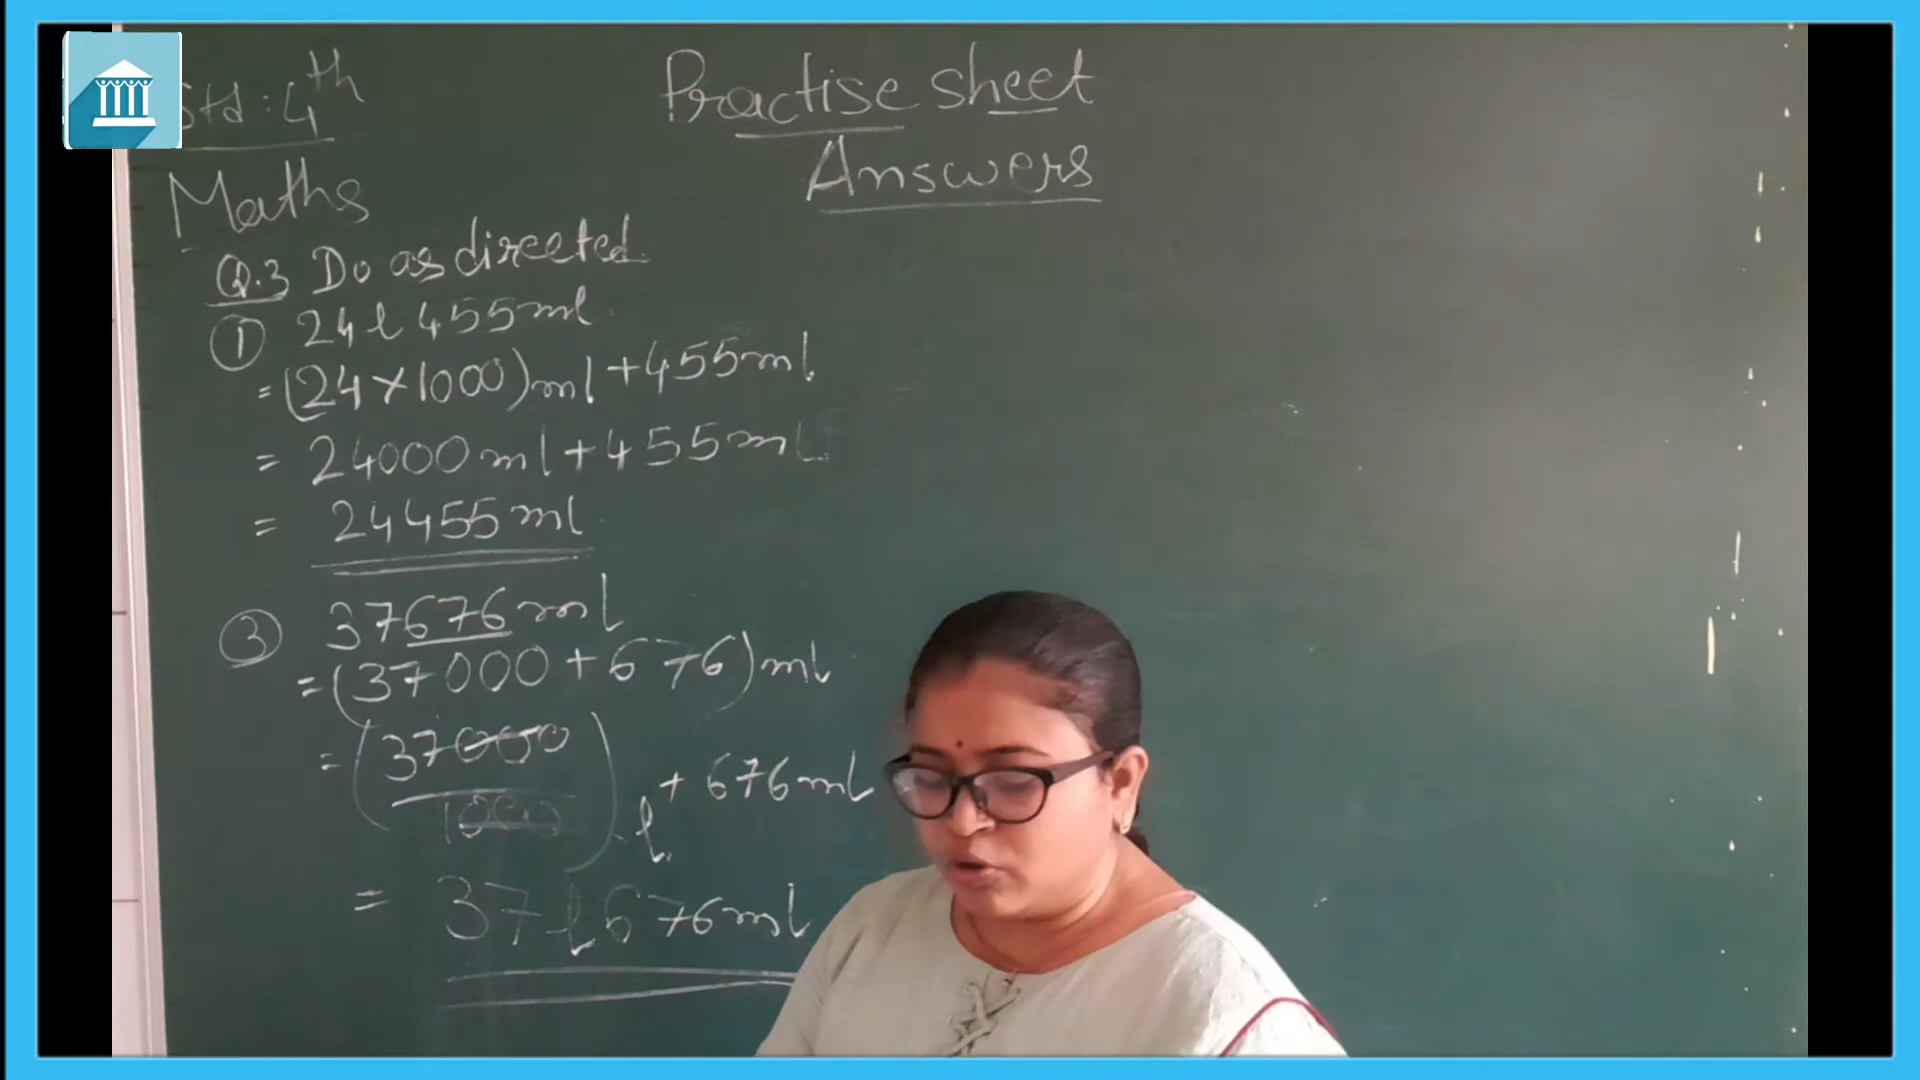 Std : 4th
Practise sheet
Answers
Maths
Q.3 Do as directed.
① 24 l 455 ml.
= (24 × 1000) ml + 455 ml
= 24000 ml + 455 ml
= 24455 ml
③ 37676 ml
= (37000 + 676) ml
= (37000/1000) l + 676 ml
= 37 l 676 ml